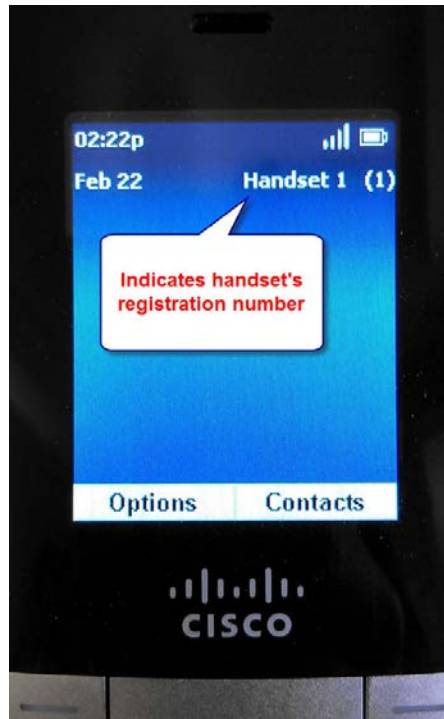 02:22p
Feb 22 Handset 1 (1)
Indicates handset's
registration number
Options Contacts
CISCO